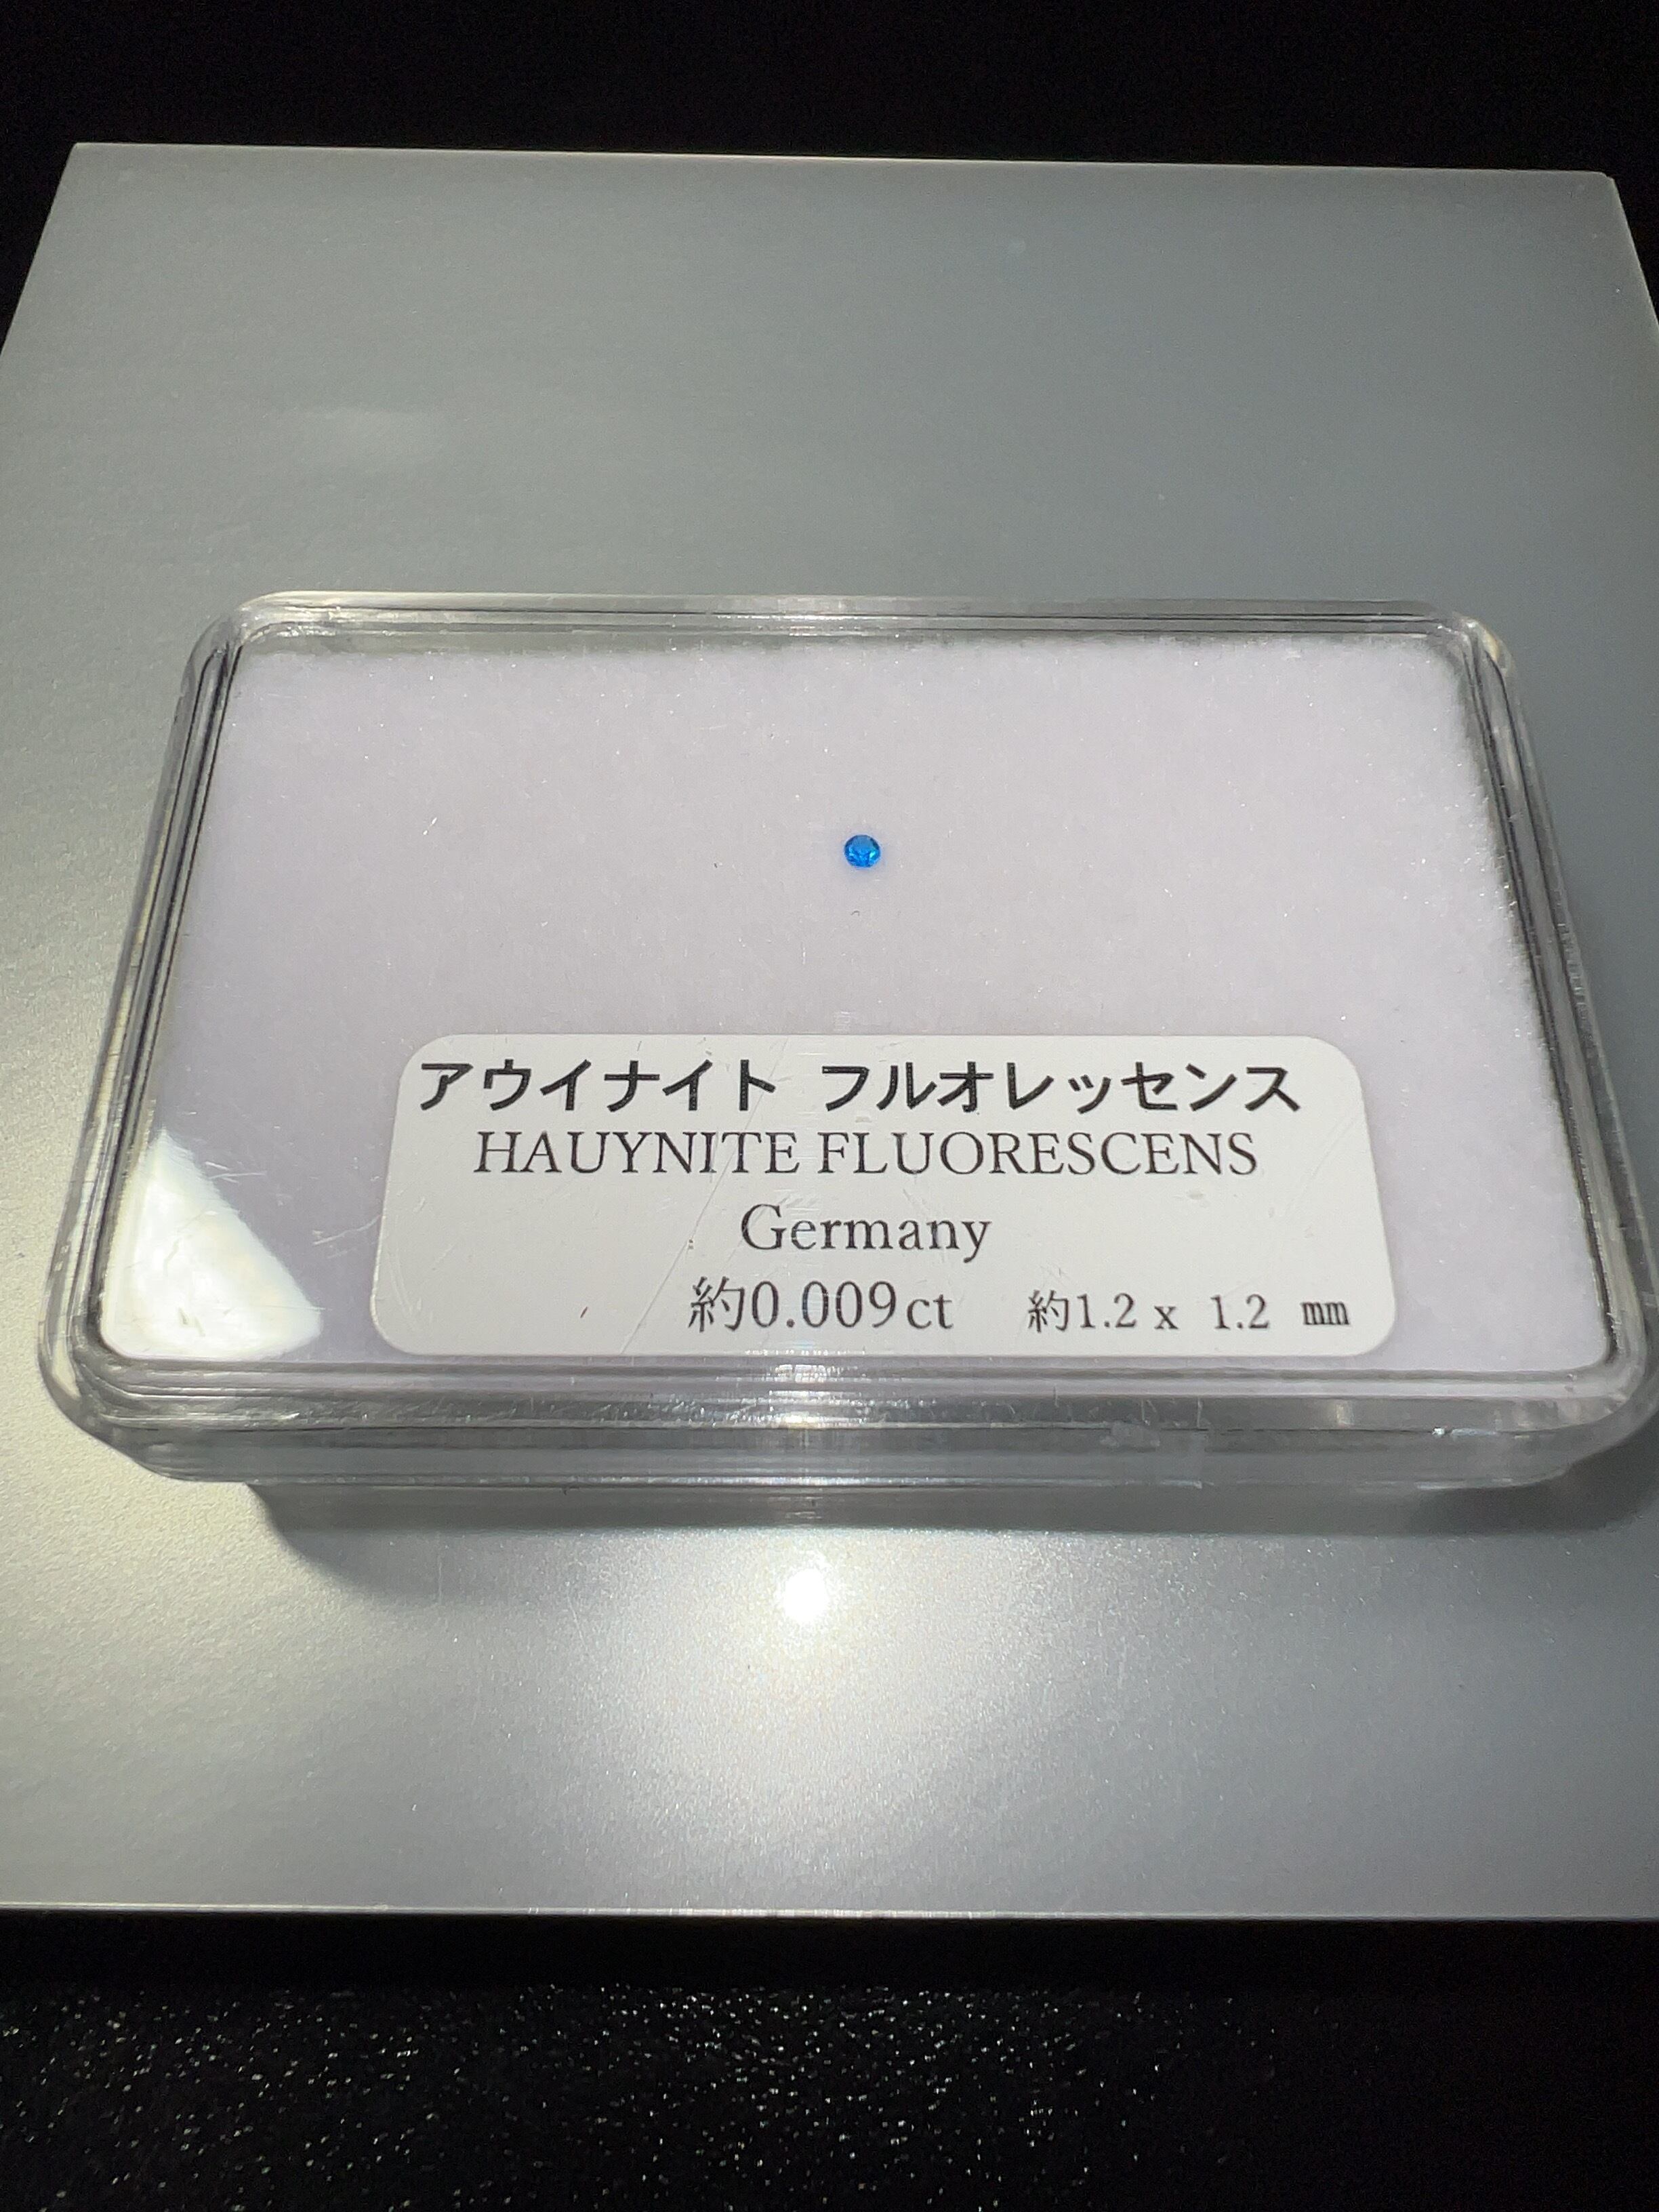 アウイナイト フルオレッセンス
HAUYNITE FLUORESCENS
Germany
約0.009ct 約1.2 x 1.2 ㎜